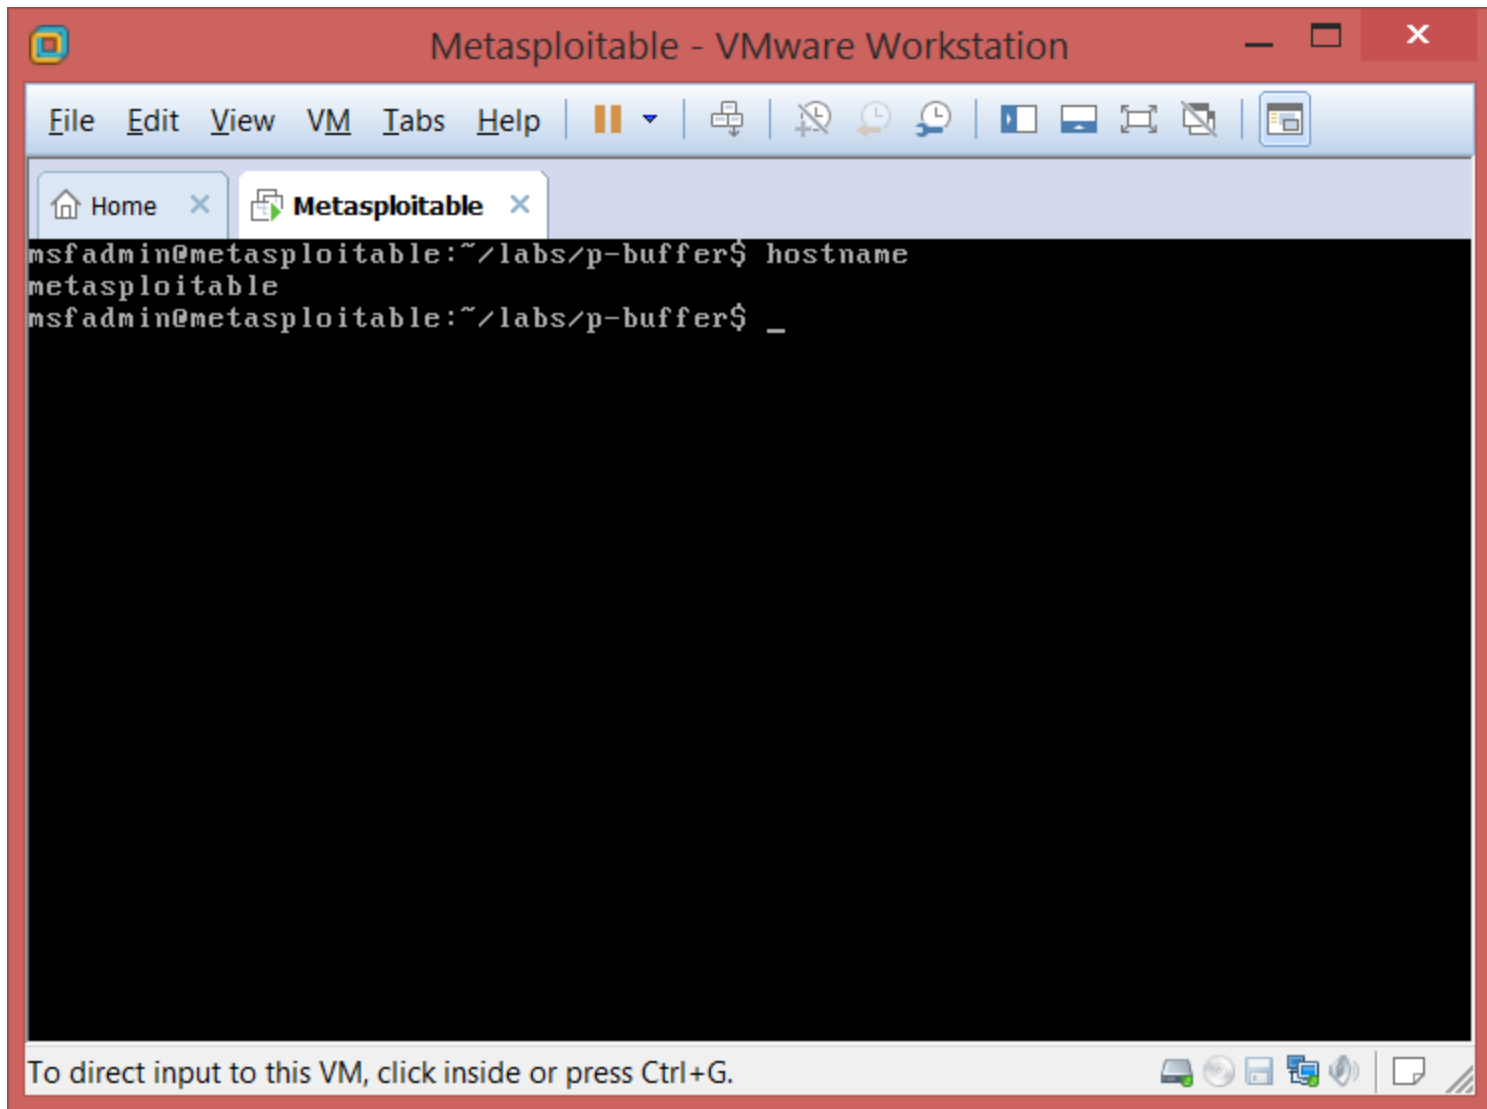 Metasploitable - VMware Workstation
File Edit View VM Tabs Help
Home Metasploitable
msfadmin@metasploitable:~/labs/p-buffer$ hostname
metasploitable
msfadmin@metasploitable:~/labs/p-buffer$ _
To direct input to this VM, click inside or press Ctrl+G.